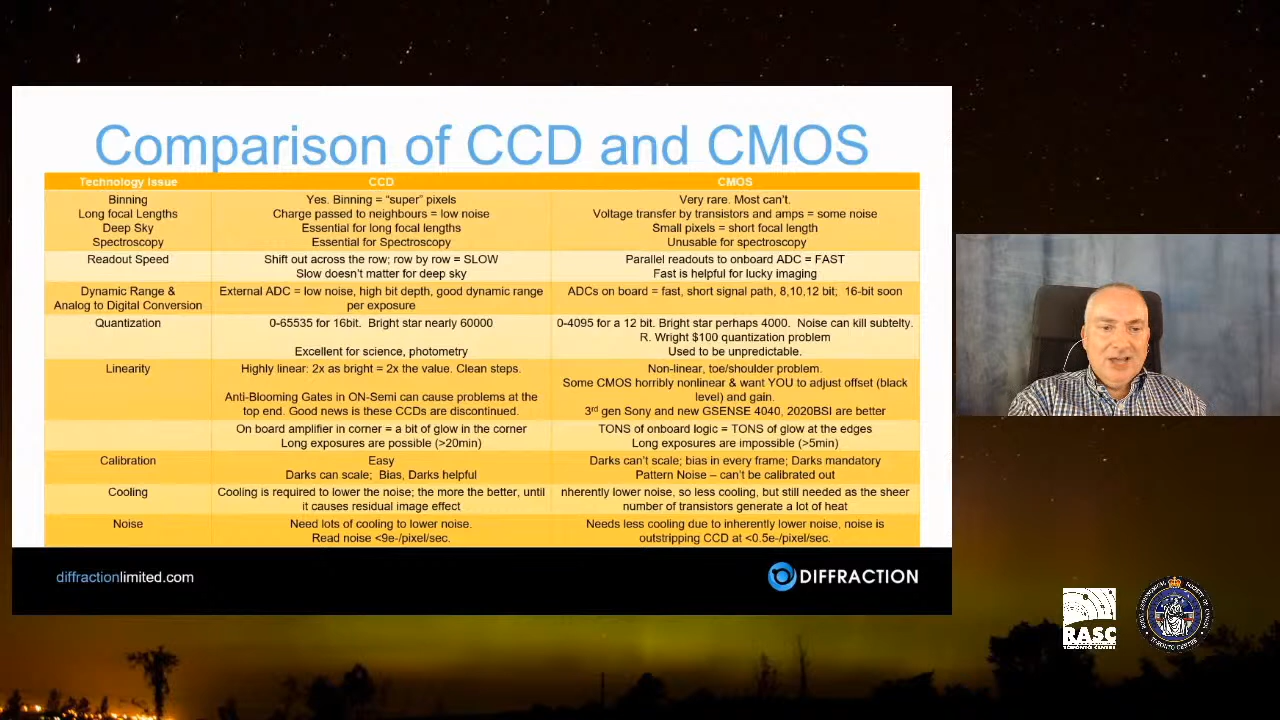 Comparison of CCD and CMOS
Technology Issue CCD CMOS
Binning
Long focal Lengths
Deep Sky
Spectroscopy
Yes. Binning = “super” pixels
Charge passed to neighbours = low noise
Essential for long focal lengths
Essential for Spectroscopy
Very rare. Most can't.
Voltage transfer by transistors and amps = some noise
Small pixels = short focal length
Unusable for spectroscopy
Readout Speed
Shift out across the row; row by row = SLOW
Slow doesn't matter for deep sky
Parallel readouts to onboard ADC = FAST
Fast is helpful for lucky imaging
Dynamic Range &
Analog to Digital Conversion
External ADC = low noise, high bit depth, good dynamic range
per exposure
ADCs on board = fast, short signal path, 8,10,12 bit; 16-bit soon
Quantization
0-65535 for 16bit. Bright star nearly 60000
Excellent for science, photometry
0-4095 for a 12 bit. Bright star perhaps 4000. Noise can kill subtelty.
R. Wright $100 quantization problem
Used to be unpredictable.
Linearity
Highly linear: 2x as bright = 2x the value. Clean steps.
Anti-Blooming Gates in ON-Semi can cause problems at the
top end. Good news is these CCDs are discontinued.
Non-linear, toe/shoulder problem.
Some CMOS horribly nonlinear & want YOU to adjust offset (black
level) and gain.
3rd gen Sony and new GSENSE 4040, 2020BSI are better
On board amplifier in corner = a bit of glow in the corner
Long exposures are possible (>20min)
TONS of onboard logic = TONS of glow at the edges
Long exposures are impossible (>5min)
Calibration
Easy
Darks can scale; Bias, Darks helpful
Darks can't scale; bias in every frame; Darks mandatory
Pattern Noise – can't be calibrated out
Cooling
Cooling is required to lower the noise; the more the better, until
it causes residual image effect
nherently lower noise, so less cooling, but still needed as the sheer
number of transistors generate a lot of heat
Noise
Need lots of cooling to lower noise.
Read noise <9e-/pixel/sec.
Needs less cooling due to inherently lower noise, noise is
outstripping CCD at <0.5e-/pixel/sec.
diffractionlimited.com
DIFFRACTION
RASC
TORONTO CENTRE